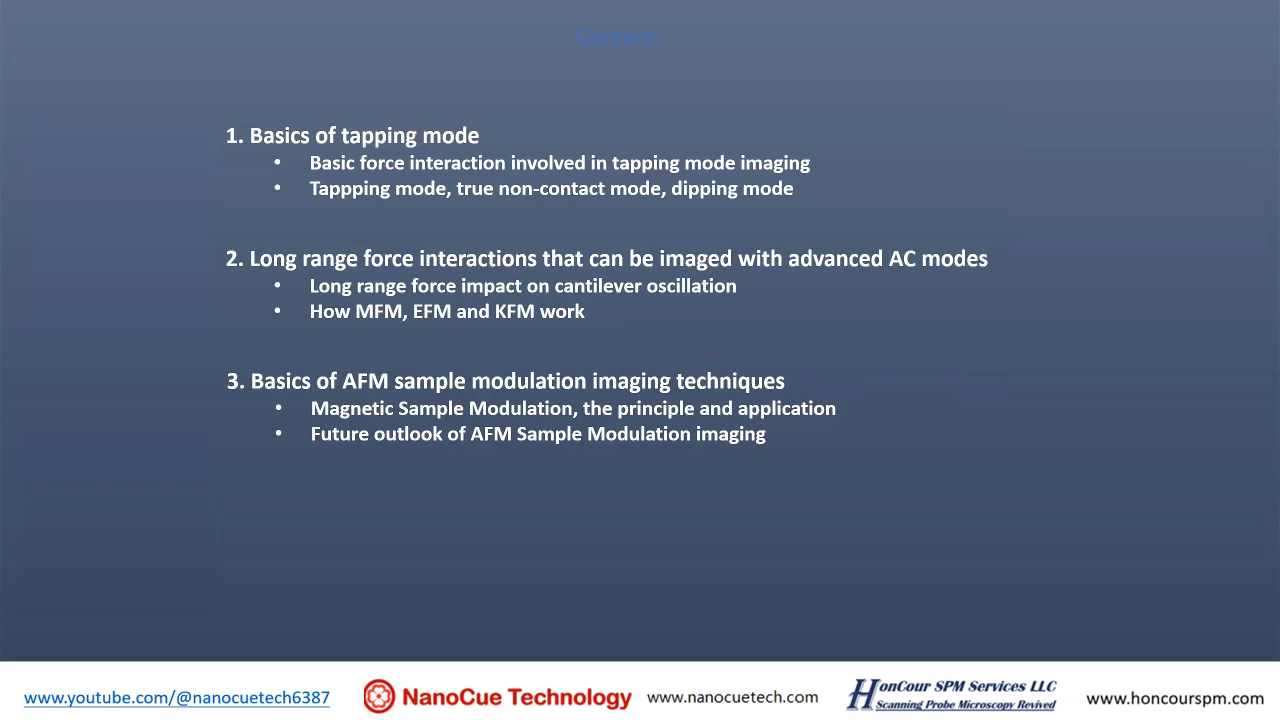 Content
1. Basics of tapping mode
• Basic force interaction involved in tapping mode imaging
• Tappping mode, true non-contact mode, dipping mode
2. Long range force interactions that can be imaged with advanced AC modes
• Long range force impact on cantilever oscillation
• How MFM, EFM and KFM work
3. Basics of AFM sample modulation imaging techniques
• Magnetic Sample Modulation, the principle and application
• Future outlook of AFM Sample Modulation imaging
www.youtube.com/@nanocuetech6387
NanoCue Technology
www.nanocuetech.com
HonCour SPM Services LLC
Scanning Probe Microscopy Revived
www.honcourspm.com